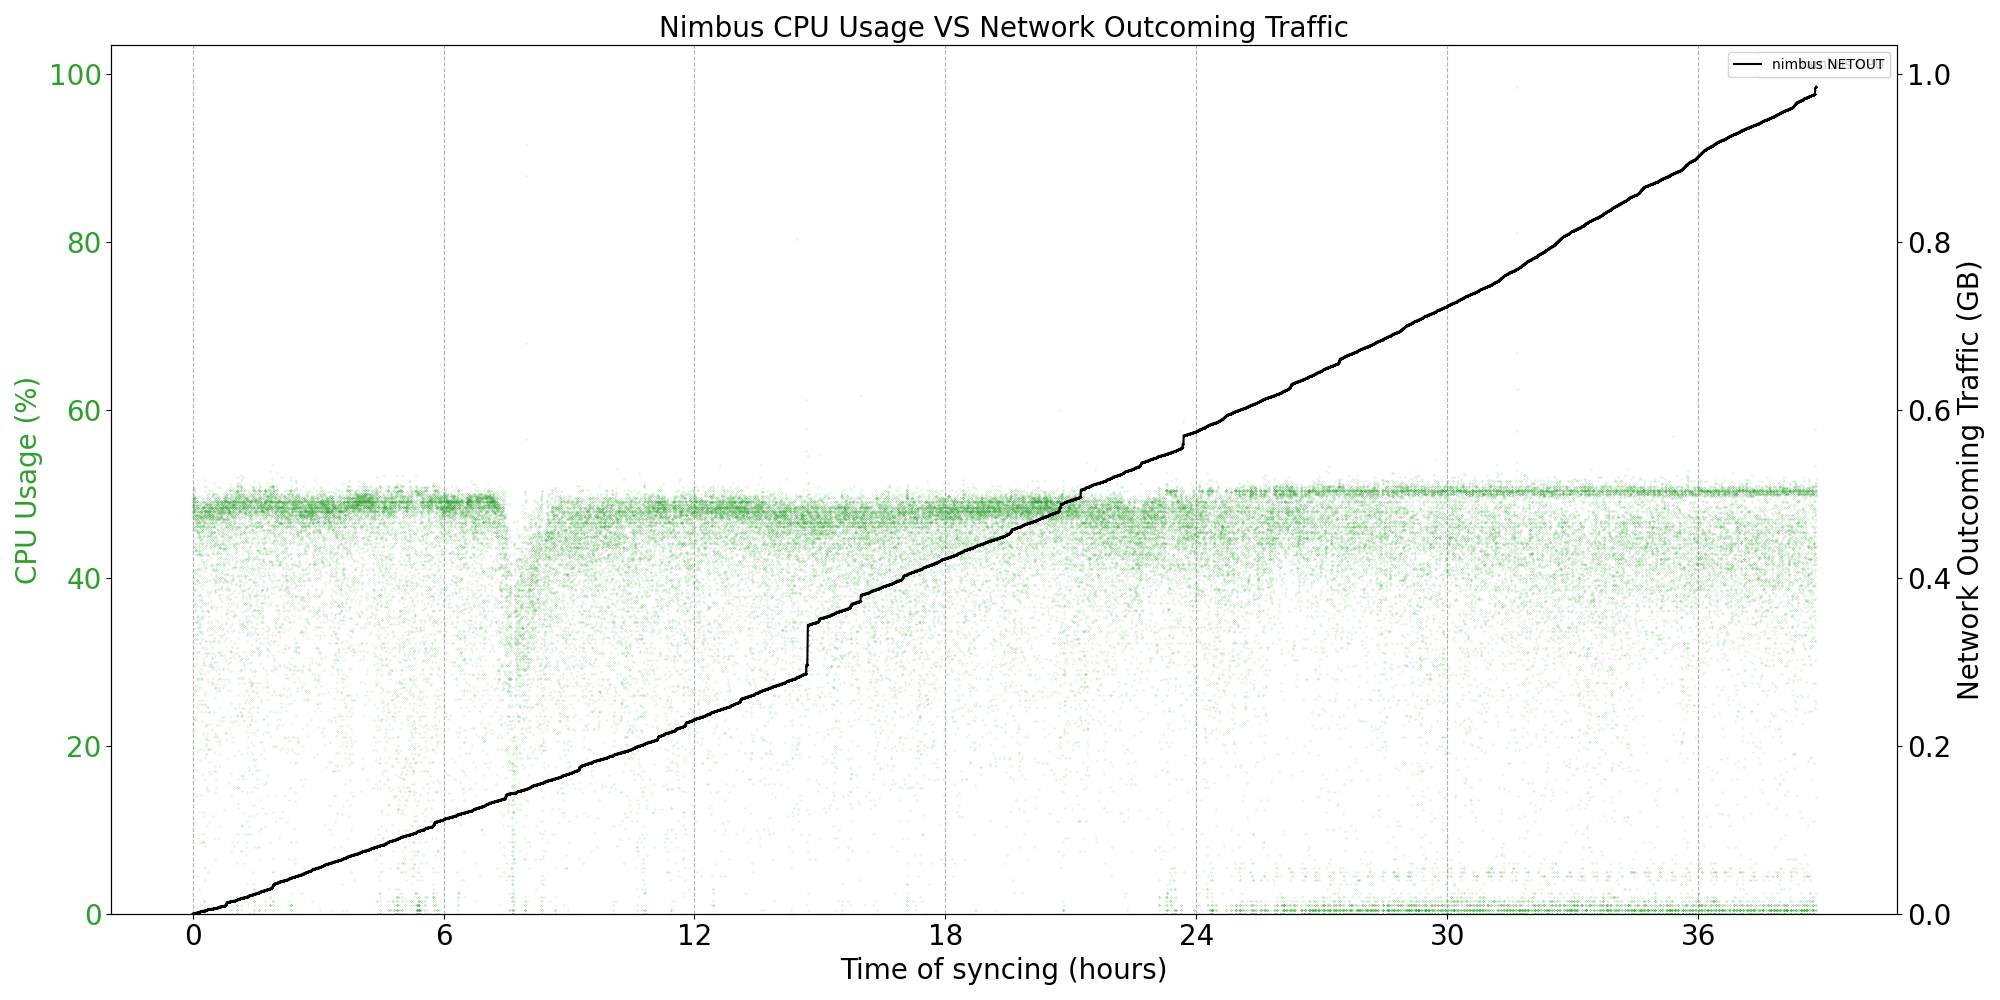 Nimbus CPU Usage VS Network Outcoming Traffic
nimbus NETOUT
CPU Usage (%)
100
80
60
40
20
0
1.0
0.8
0.6
0.4
0.2
0.0
Network Outcoming Traffic (GB)
0 6 12 18 24 30 36
Time of syncing (hours)